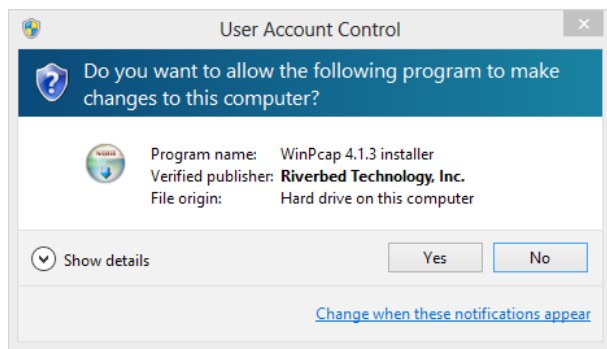 User Account Control
Do you want to allow the following program to make
changes to this computer?
Program name: WinPcap 4.1.3 installer
Verified publisher: Riverbed Technology, Inc.
File origin: Hard drive on this computer
Show details
Yes
No
Change when these notifications appear